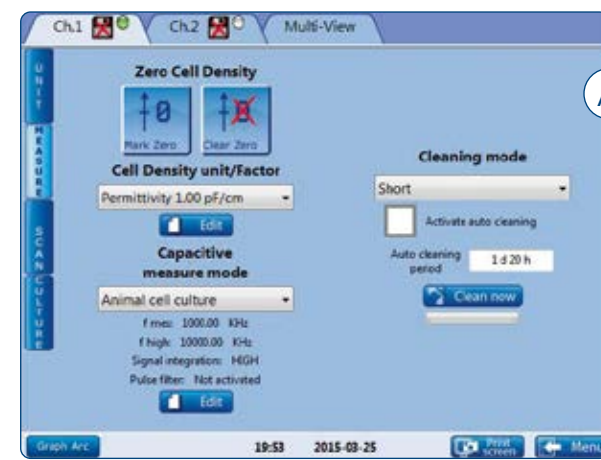 Ch.1
Ch.2
Multi-View
UNIT
MEASURE
SCAN
CULTURE
Zero Cell Density
Mark Zero
Clear Zero
Cell Density unit/Factor
Permittivity 1.00 pF/cm
Edit
Capacitive
measure mode
Animal cell culture
f mes: 1000.00 KHz
f high: 10000.00 KHz
Signal integration: HIGH
Pulse filter: Not activated
Edit
A
Cleaning mode
Short
Activate auto cleaning
Auto cleaning
period
1 d 20 h
Clean now
Graph Arc
19:53
2015-03-25
Print
screen
Menu